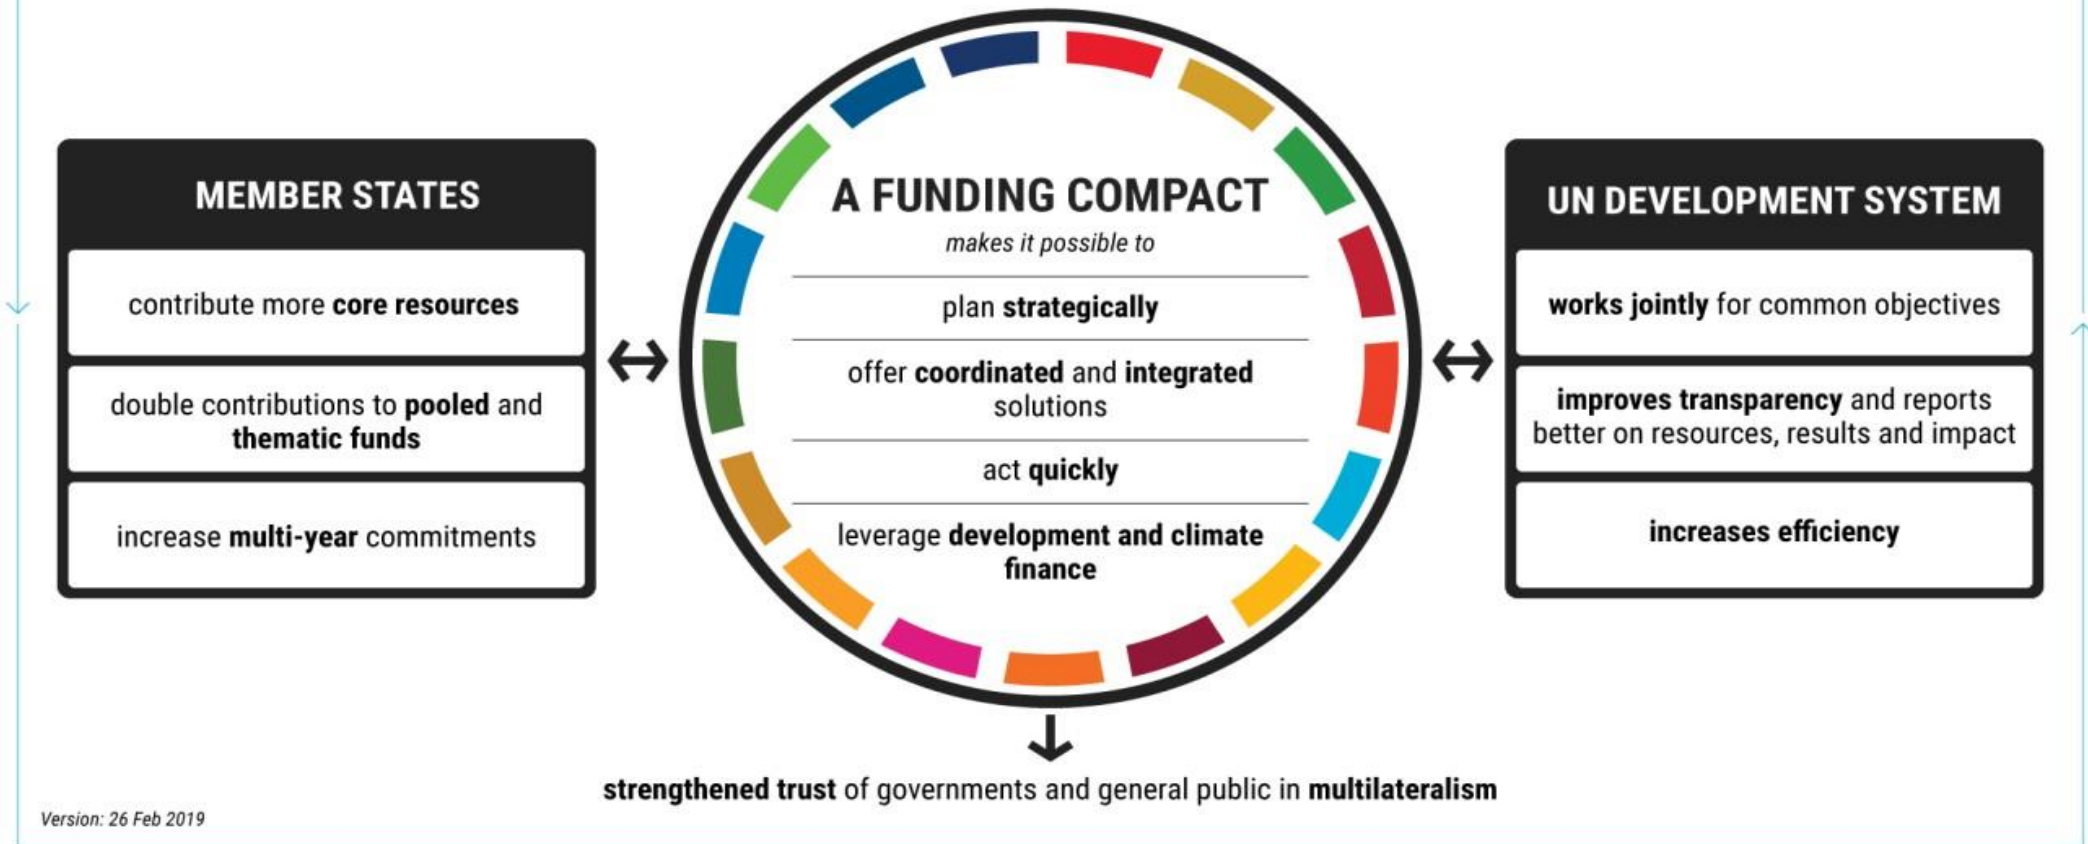 MEMBER STATES
contribute more core resources
double contributions to pooled and
thematic funds
increase multi-year commitments
A FUNDING COMPACT
makes it possible to
plan strategically
offer coordinated and integrated
solutions
act quickly
leverage development and climate
finance
UN DEVELOPMENT SYSTEM
works jointly for common objectives
improves transparency and reports
better on resources, results and impact
increases efficiency
strengthened trust of governments and general public in multilateralism
Version: 26 Feb 2019